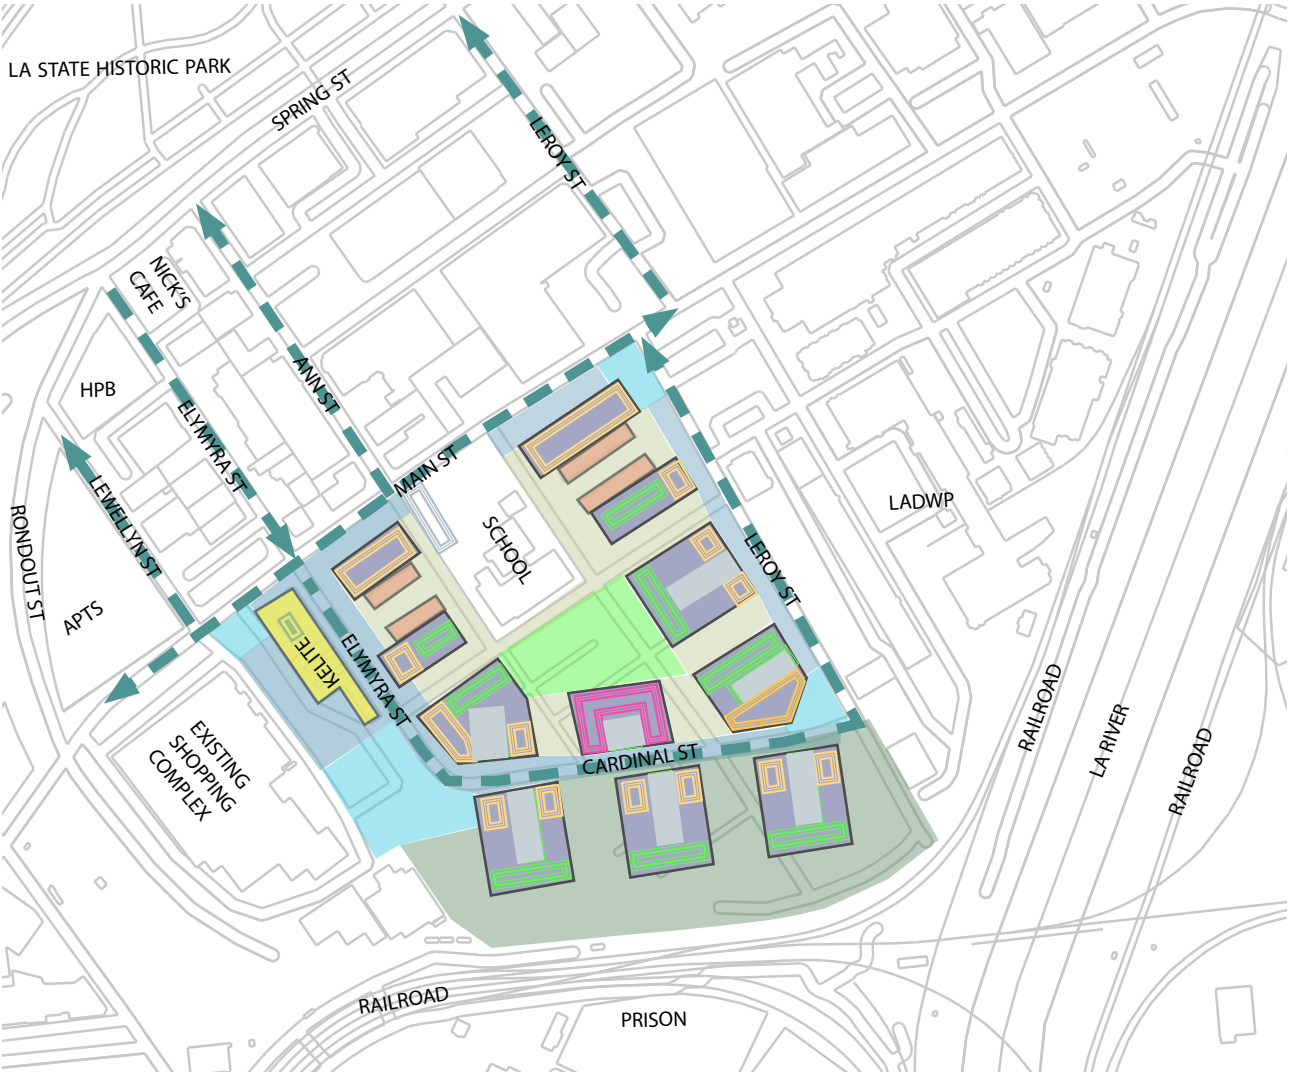 LA STATE HISTORIC PARK
SPRING ST
LEROY ST
NICK'S
CAFE
ANN ST
HPB
ELYMYRA ST
MAIN ST
LEWELLYN ST
RONDOUT ST
SCHOOL
LADWP
LEROY ST
APTS
KELITE
ELYMYRA ST
EXISTING
SHOPPING
COMPLEX
CARDINAL ST
RAILROAD
LA RIVER
RAILROAD
RAILROAD
PRISON